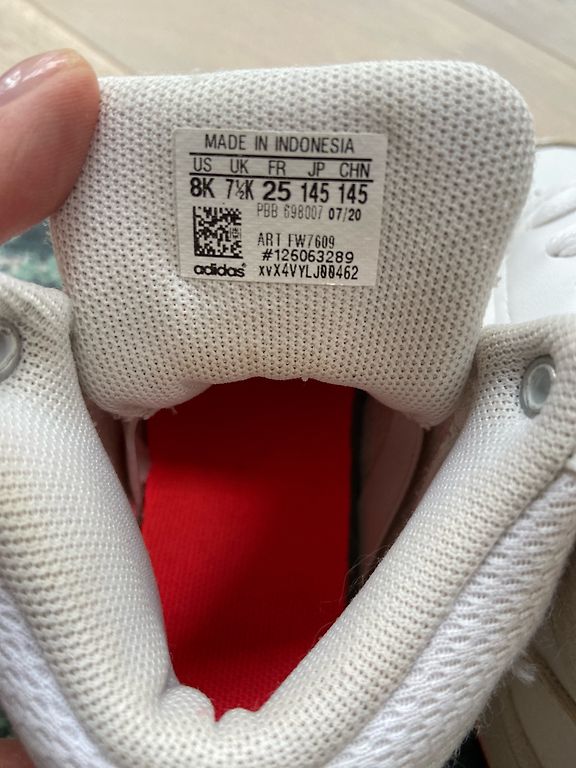 MADE IN INDONESIA
US UK FR JP CHN
8K 7½K 25 145 145
PBB 698007 07/20
ART FW7609
#126063289
adidas® xvX4VYLJ00462